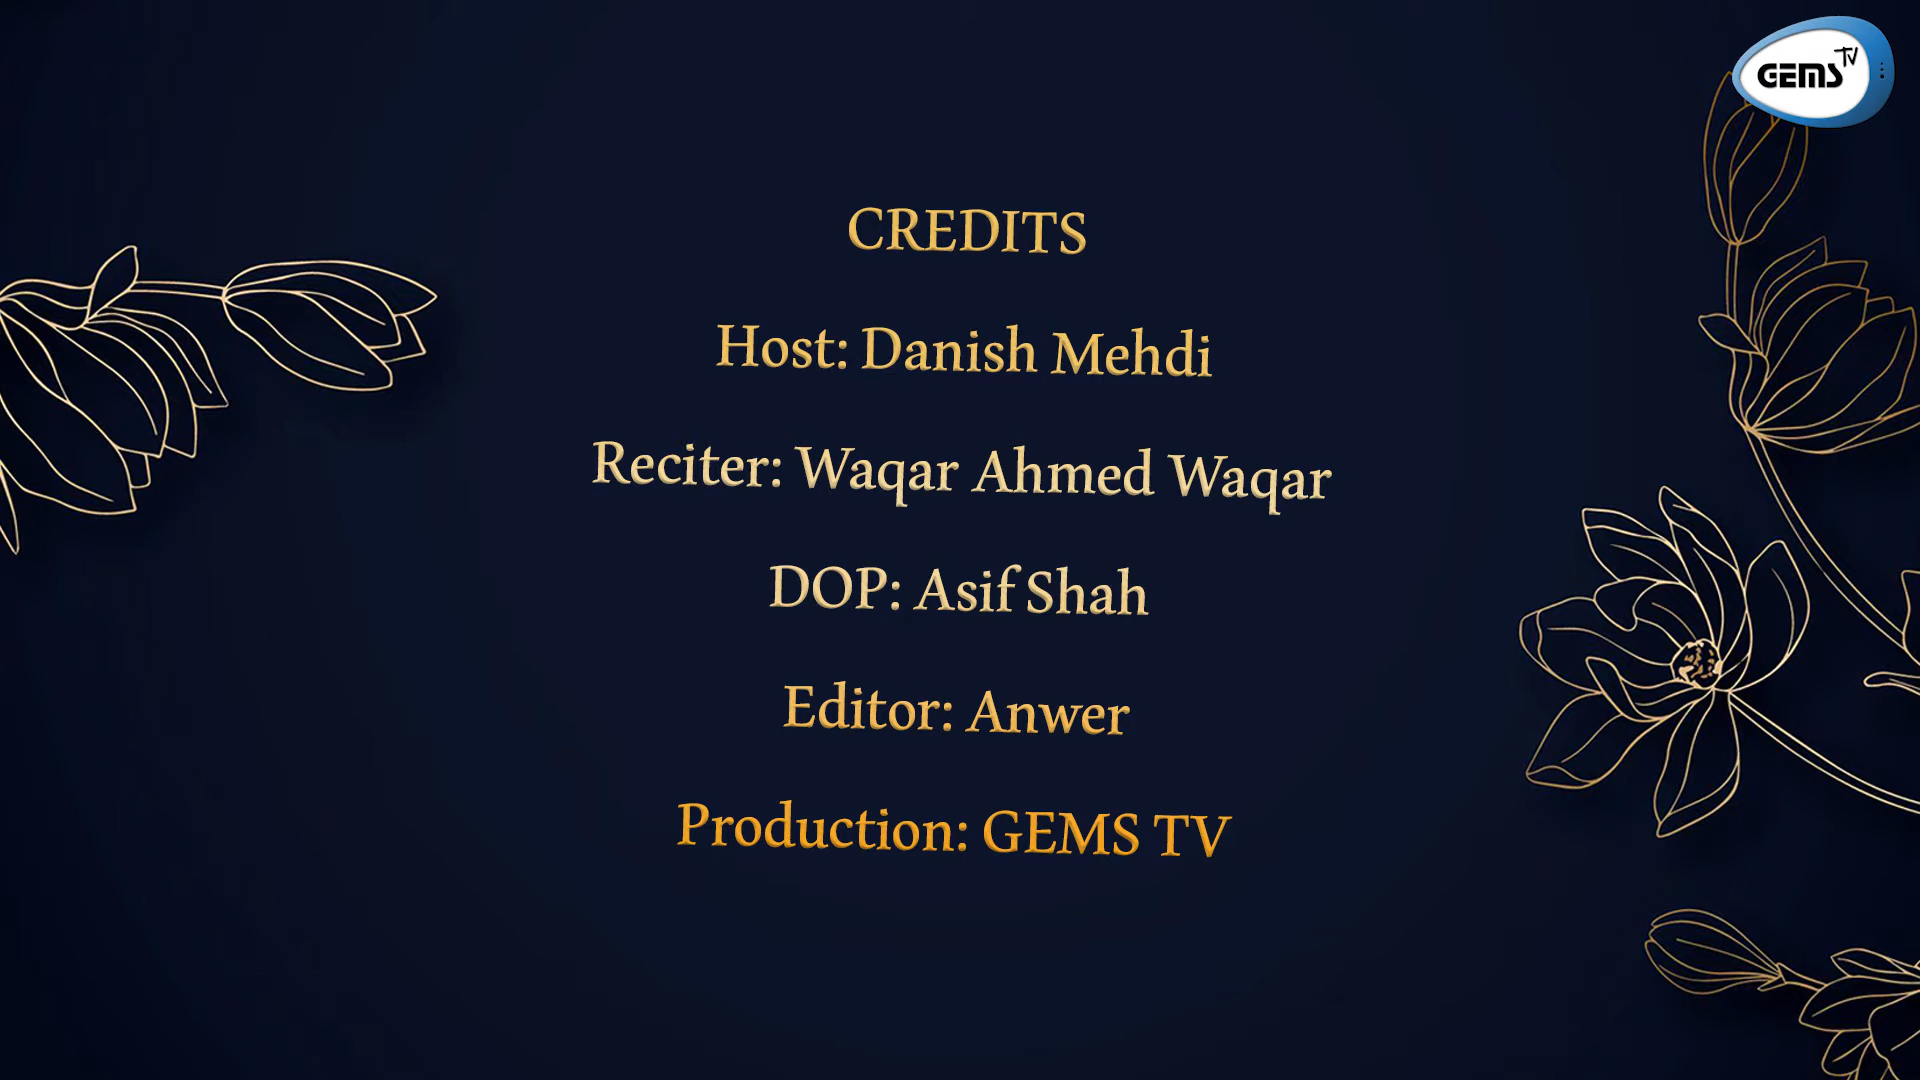 GEMS TV
CREDITS
Host: Danish Mehdi
Reciter: Waqar Ahmed Waqar
DOP: Asif Shah
Editor: Anwer
Production: GEMS TV